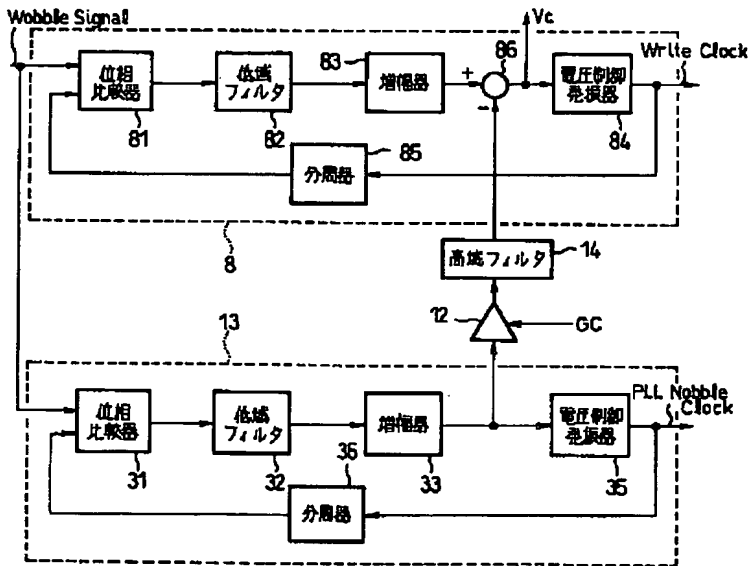 Wobble Signal
Vc
83
86
Write Clock
位相
比較器
低域
フィルタ
増幅器
+
-
電圧制御
発振器
81
82
85
84
分周器
8
高域フィルタ
14
13
12
GC
PLL Nobble
Clock
位相
比較器
低域
フィルタ
増幅器
電圧制御
発振器
31
32
36
33
35
分周器